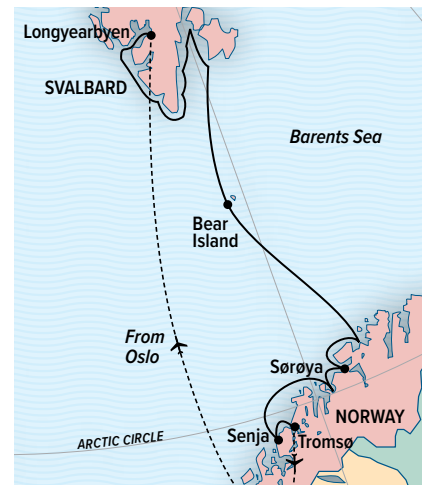 Longyearbyen
SVALBARD
Barents Sea
Bear
Island
From
Oslo
Sørøya
NORWAY
ARCTIC CIRCLE
Senja
Tromsø